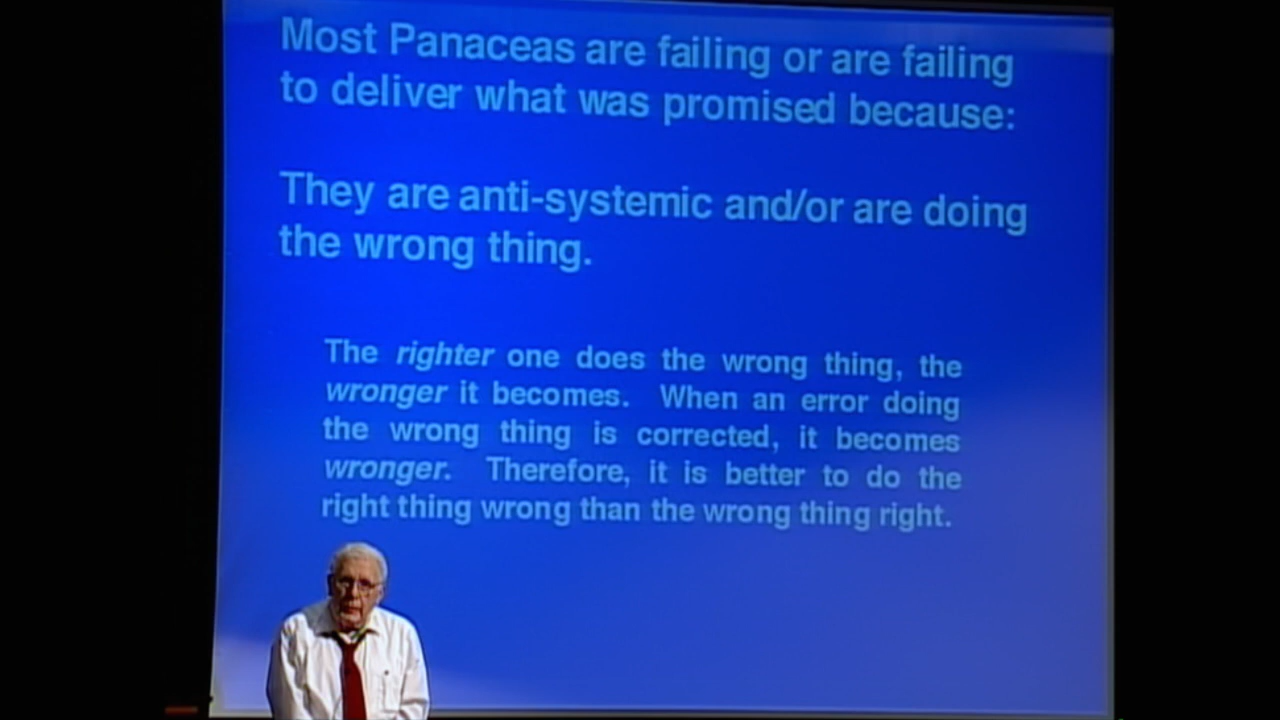 Most Panaceas are failing or are failing
to deliver what was promised because:
They are anti-systemic and/or are doing
the wrong thing.
The righter one does the wrong thing, the
wronger it becomes. When an error doing
the wrong thing is corrected, it becomes
wronger. Therefore, it is better to do the
right thing wrong than the wrong thing right.